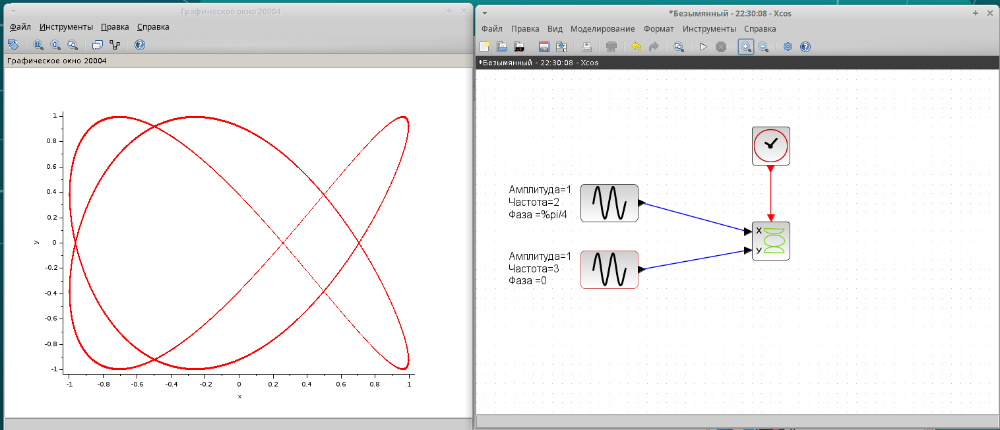 Графическое окно 20004
Файл Инструменты Правка Справка
Графическое окно 20004
1
0.8
0.6
0.4
0.2
0
-0.2
-0.4
-0.6
-0.8
-1
y
-1 -0.8 -0.6 -0.4 -0.2 0 0.2 0.4 0.6 0.8 1
x
*Безымянный - 22:30:08 - Xcos
Файл Правка Вид Моделирование Формат Инструменты Справка
*Безымянный - 22:30:08 - Xcos
Амплитуда=1
Частота=2
Фаза =%pi/4
Амплитуда=1
Частота=3
Фаза =0
X
y